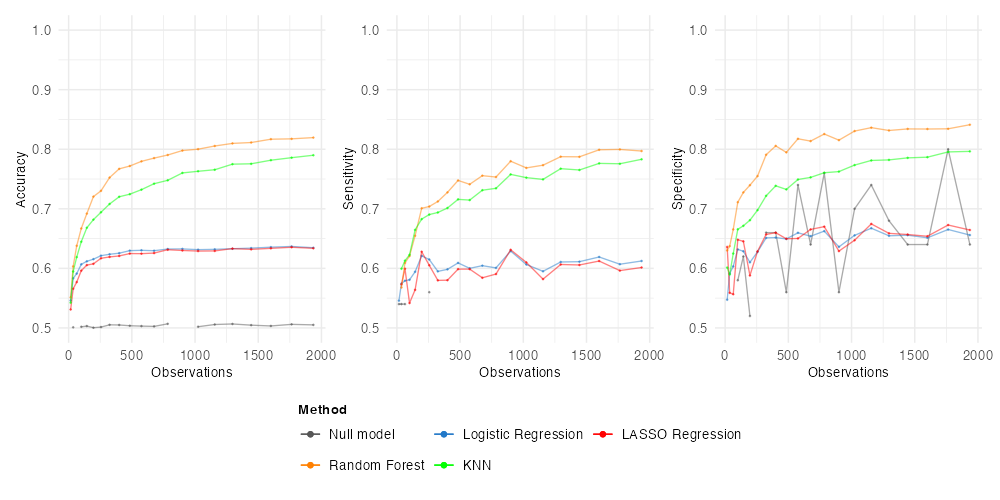 1.0
0.9
0.8
0.7
0.6
0.5
Accuracy
0 500 1000 1500 2000
Observations
1.0
0.9
0.8
0.7
0.6
0.5
Sensitivity
0 500 1000 1500 2000
Observations
1.0
0.9
0.8
0.7
0.6
0.5
Specificity
0 500 1000 1500 2000
Observations
Method
Null model Logistic Regression LASSO Regression
Random Forest KNN